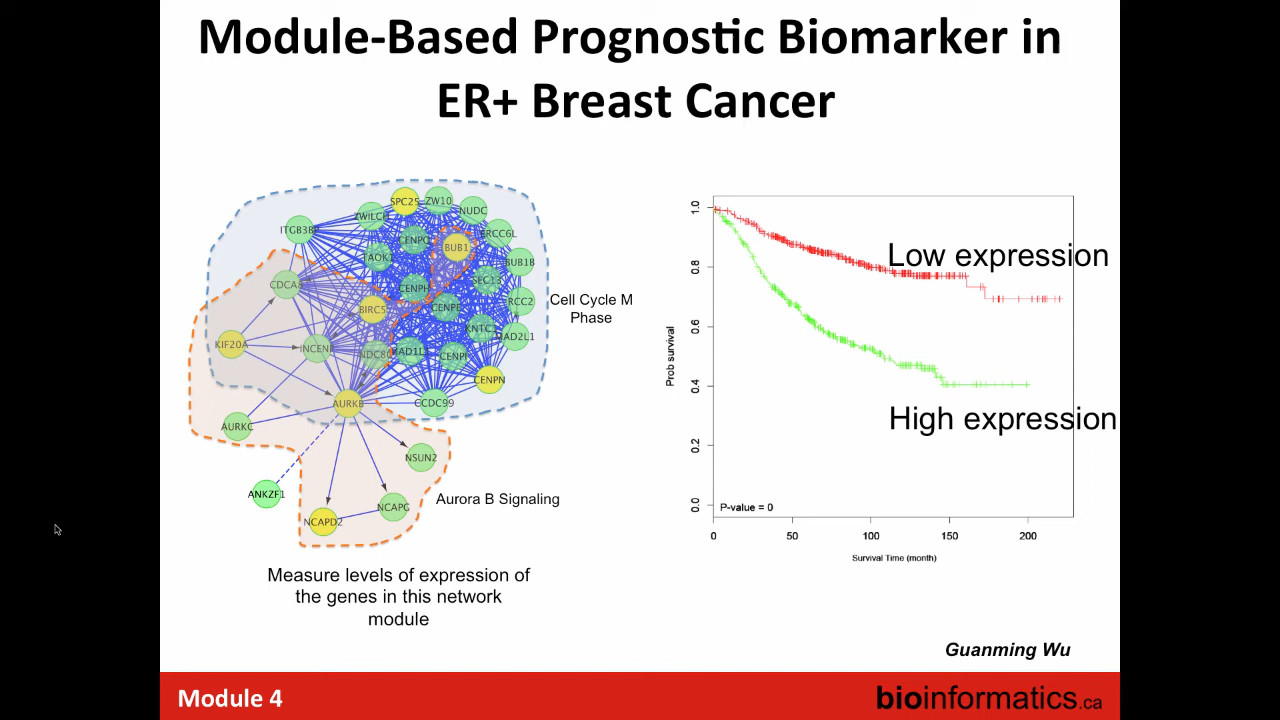 Module-Based Prognostic Biomarker in
ER+ Breast Cancer
SPC25
ZW10
NUDC
ZWILCH
ITGB3BP
ERCC6L
CENPQ
BUB1
TAOK1
BUB1B
SEC13
CDCA8
CENPH
RCC2
BIRC5
CENPE
KNTC1
MAD2L1
KIF20A
INCENP
NDC80
MAD1L1
CENPI
CENPN
AURKB
CCDC99
AURKC
NSUN2
ANKZF1
NCAPG
NCAPD2
Cell Cycle M
Phase
Aurora B Signaling
Measure levels of expression of
the genes in this network
module
1.0
0.8
0.6
0.4
0.2
0.0
Prob survival
Low expression
High expression
P-value = 0
0 50 100 150 200
Survival Time (month)
Guanming Wu
Module 4
bioinformatics.ca